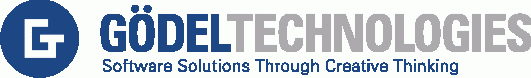 GÖDELTECHNOLOGIES
Software Solutions Through Creative Thinking